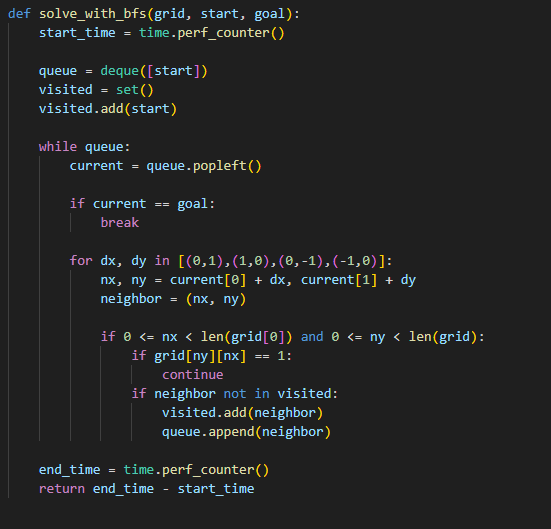 def solve_with_bfs(grid, start, goal):
    start_time = time.perf_counter()

    queue = deque([start])
    visited = set()
    visited.add(start)

    while queue:
        current = queue.popleft()

        if current == goal:
            break

        for dx, dy in [(0,1),(1,0),(0,-1),(-1,0)]:
            nx, ny = current[0] + dx, current[1] + dy
            neighbor = (nx, ny)

            if 0 <= nx < len(grid[0]) and 0 <= ny < len(grid):
                if grid[ny][nx] == 1:
                    continue
                if neighbor not in visited:
                    visited.add(neighbor)
                    queue.append(neighbor)

    end_time = time.perf_counter()
    return end_time - start_time